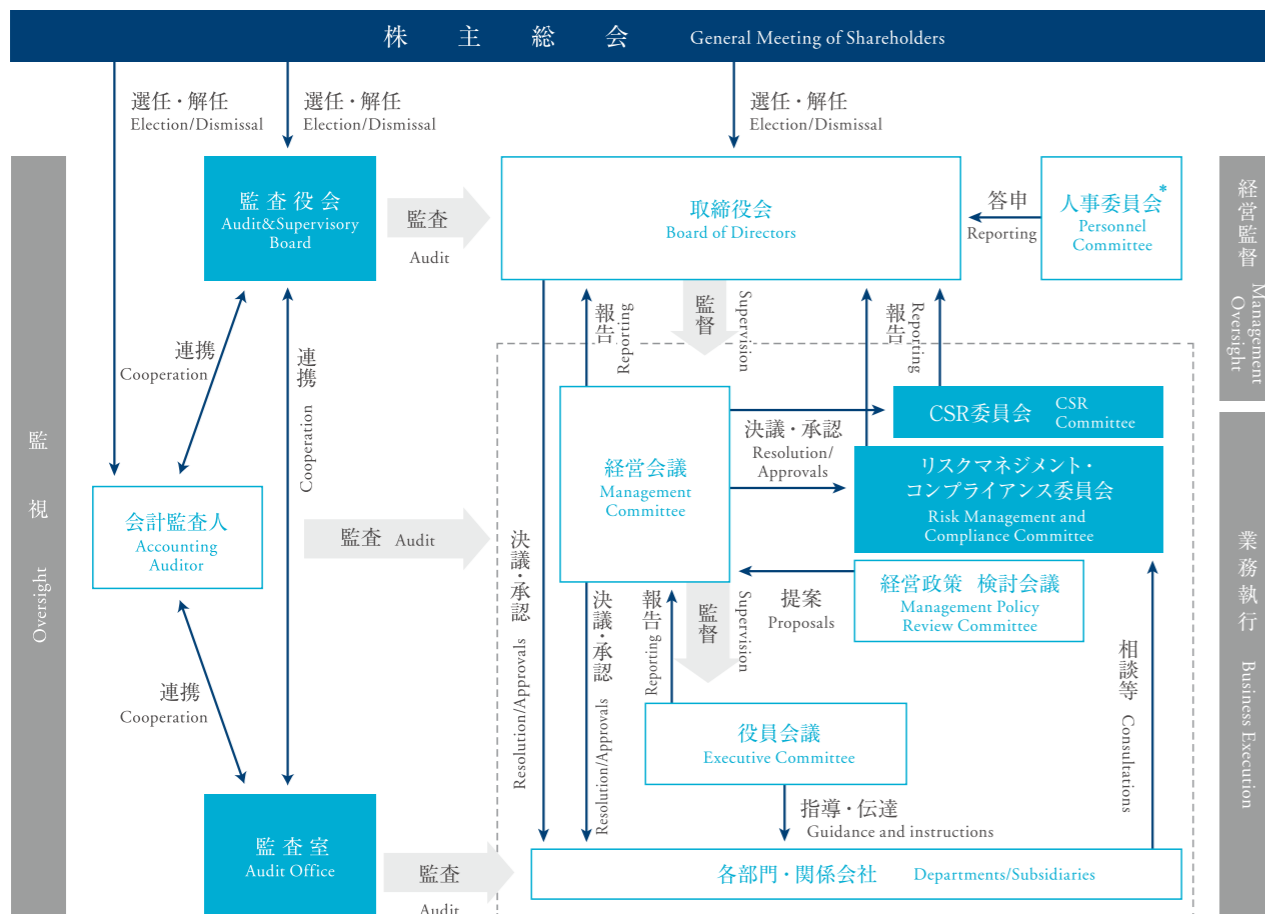 株主総会 General Meeting of Shareholders
選任・解任
Election/Dismissal
選任・解任
Election/Dismissal
選任・解任
Election/Dismissal
監査役会
Audit&Supervisory
Board
監査
Audit
取締役会
Board of Directors
答申
Reporting
人事委員会*
Personnel
Committee
経営監督 Management
Oversight
監視 Oversight
連携
Cooperation
連携 Cooperation
報告 Reporting
監督 Supervision
報告 Reporting
経営会議
Management
Committee
決議・承認
Resolution/
Approvals
CSR委員会 CSR
Committee
リスクマネジメント・
コンプライアンス委員会
Risk Management and
Compliance Committee
会計監査人
Accounting
Auditor
監査 Audit
経営政策 検討会議
Management Policy
Review Committee
提案
Proposals
業務執行 Business Execution
決議・承認 Resolution/Approvals
決議・承認 Resolution/Approvals
報告 Reporting
監督 Supervision
相談等 Consultations
連携
Cooperation
役員会議
Executive Committee
指導・伝達
Guidance and instructions
監査室
Audit Office
監査
Audit
各部門・関係会社 Departments/Subsidiaries